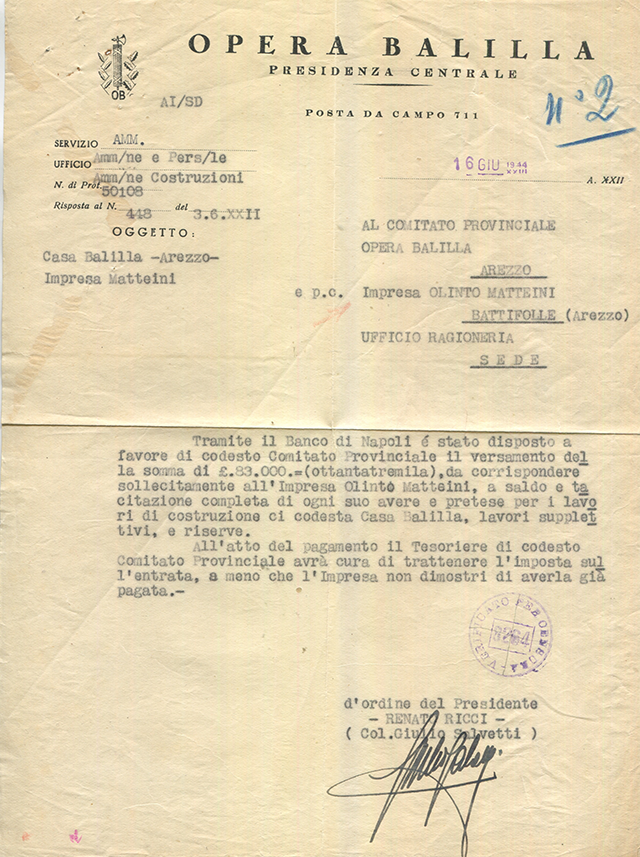 OPERA BALILLA
PRESIDENZA CENTRALE
OB
AI/SD
POSTA DA CAMPO 711
N° 2
SERVIZIO AMM.
UFFICIO Amm/ne e Pers/le
Amm/ne Costruzioni
N. di Prot. 50108
16 GIU 1944 XXIII
A. XXII
Risposta al N. 448 del 3.6.XXII
OGGETTO:
Casa Balilla -Arezzo-
Impresa Matteini
AL COMITATO PROVINCIALE
OPERA BALILLA
AREZZO
e p.c. Impresa OLINTO MATTEINI
BATTIFOLLE (Arezzo)
UFFICIO RAGIONERIA
SEDE
Tramite il Banco di Napoli é stato disposto a
favore di codesto Comitato Provinciale il versamento del
la somma di £.83.000.=(ottantatremila),da corrispondere
sollecitamente all'Impresa Olinto Matteini, a saldo e ta
citazione completa di ogni suo avere e pretese per i lavo
ri di costruzione ci codesta Casa Balilla, lavori supplet
tivi, e riserve.
All'atto del pagamento il Tesoriere di codesto
Comitato Provinciale avrà cura di trattenere l'imposta sul
l'entrata, a meno che l'Impresa non dimostri di averla già
pagata.-
VERIFICATO PER CENSURA
d'ordine del Presidente
- RENATO RICCI -
( Col.Giulio Salvetti )